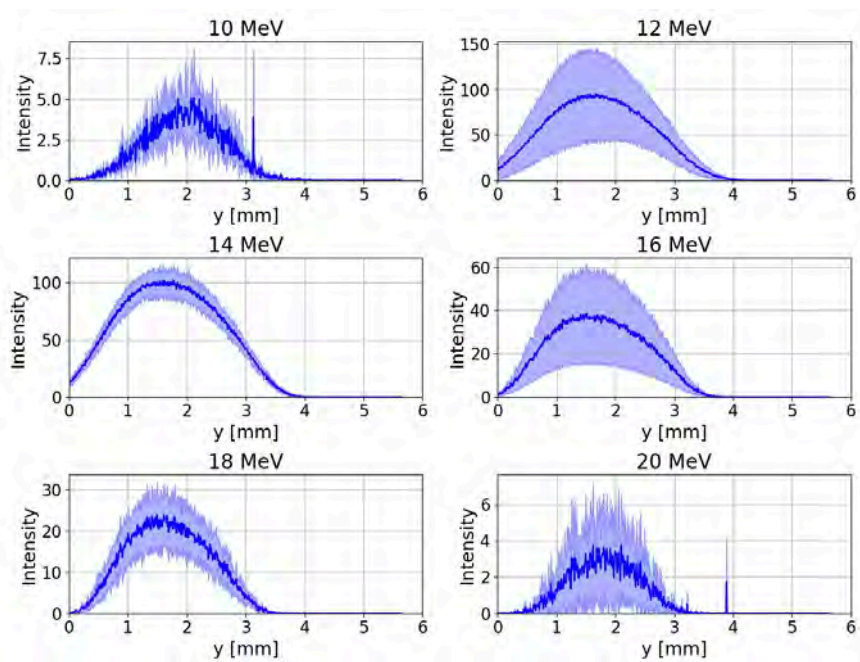 10 MeV
Intensity
7.5
5.0
2.5
0.0
0 1 2 3 4 5 6
y [mm]
12 MeV
Intensity
150
100
50
0
0 1 2 3 4 5 6
y [mm]
14 MeV
Intensity
100
50
0
0 1 2 3 4 5 6
y [mm]
16 MeV
Intensity
60
40
20
0
0 1 2 3 4 5 6
y [mm]
18 MeV
Intensity
30
20
10
0
0 1 2 3 4 5 6
y [mm]
20 MeV
Intensity
6
4
2
0
0 1 2 3 4 5 6
y [mm]